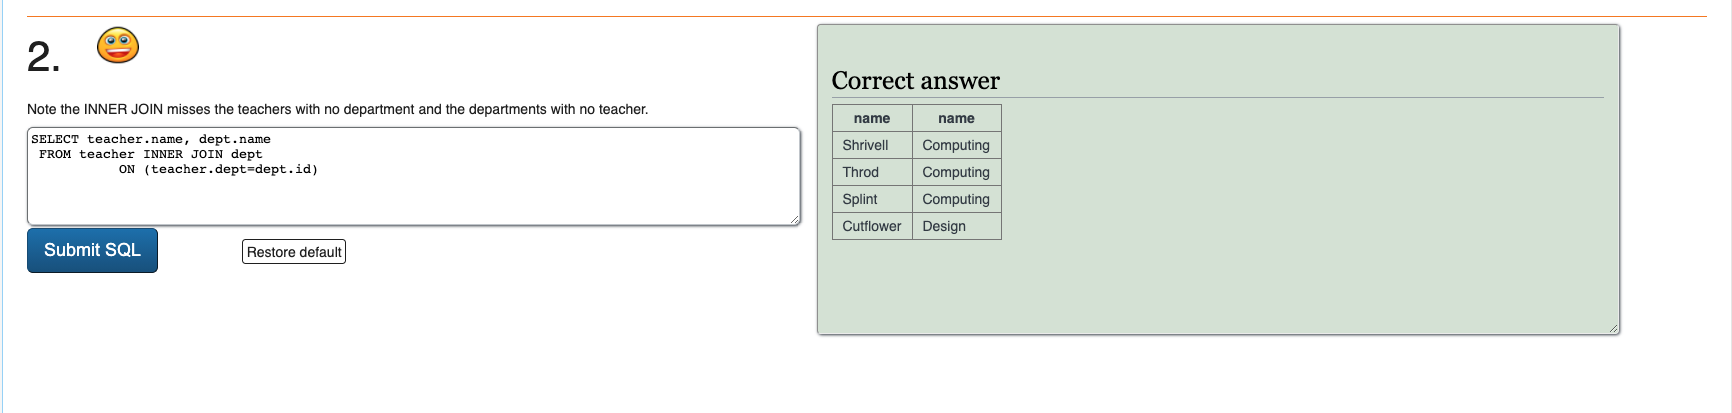 2.
Note the INNER JOIN misses the teachers with no department and the departments with no teacher.
SELECT teacher.name, dept.name
FROM teacher INNER JOIN dept
ON (teacher.dept=dept.id)
Submit SQL
Restore default
Correct answer
name name
Shrivell Computing
Throd Computing
Splint Computing
Cutflower Design